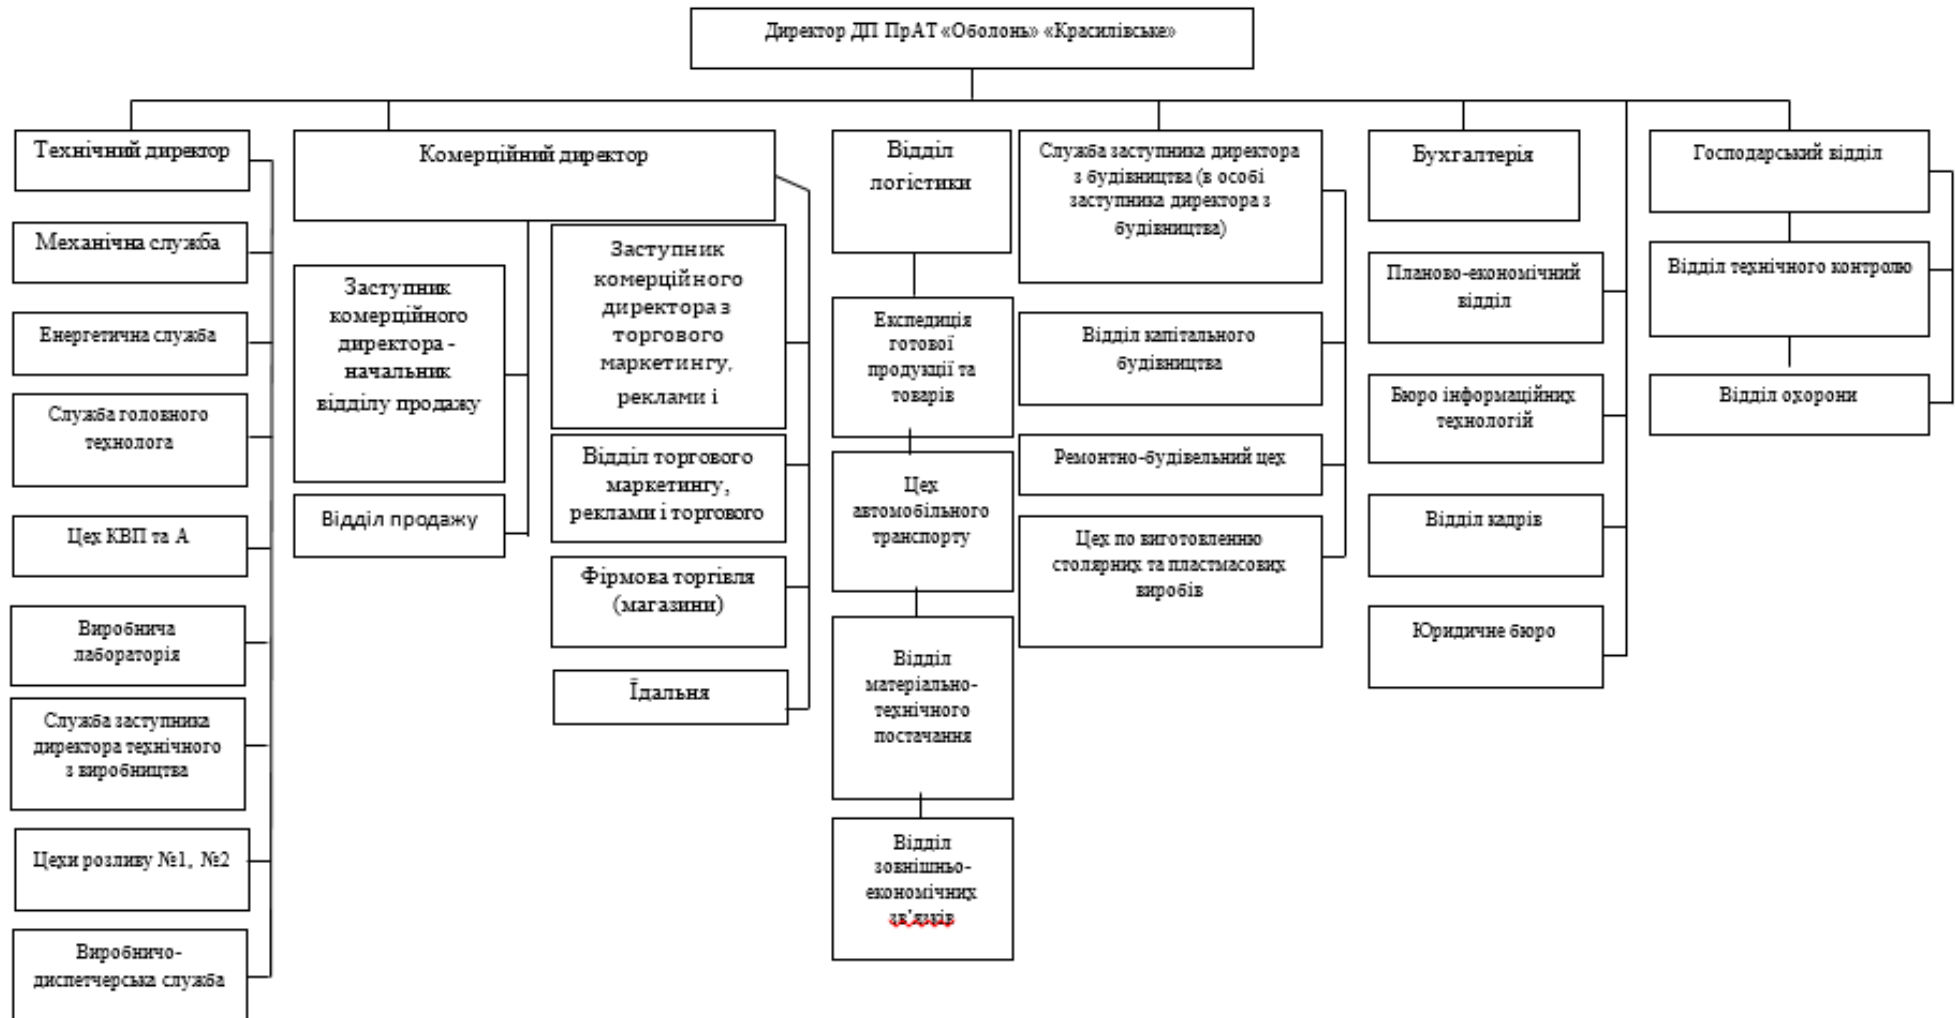 Директор ДП ПрАТ «Оболонь» «Красилівське»
Технічний директор
Механічна служба
Енергетична служба
Служба головного
технолога
Цех КВП та А
Виробнича
лабораторія
Служба заступника
директора технічного
з виробництва
Цехи розливу №1, №2
Виробничо-
диспетчерська служба
Комерційний директор
Заступник
комерційного
директора -
начальник
відділу продажу
Відділ продажу
Заступник
комерційного
директора з
торгового
маркетингу,
реклами і
Відділ торгового
маркетингу,
реклами і торгового
Фірмова торгівля
(магазини)
Їдальня
Відділ
логістики
Експедиція
готової
продукції та
товарів
Цех
автомобільного
транспорту
Відділ
матеріально-
технічного
постачання
Відділ
зовнішньо-
економічних
зв'язків
Служба заступника директора
з будівництва (в особі
заступника директора з
будівництва)
Відділ капітального
будівництва
Ремонтно-будівельний цех
Цех по виготовленню
столярних та пластмасових
виробів
Бухгалтерія
Планово-економічний
відділ
Бюро інформаційних
технологій
Відділ кадрів
Юридичне бюро
Господарський відділ
Відділ технічного контролю
Відділ охорони